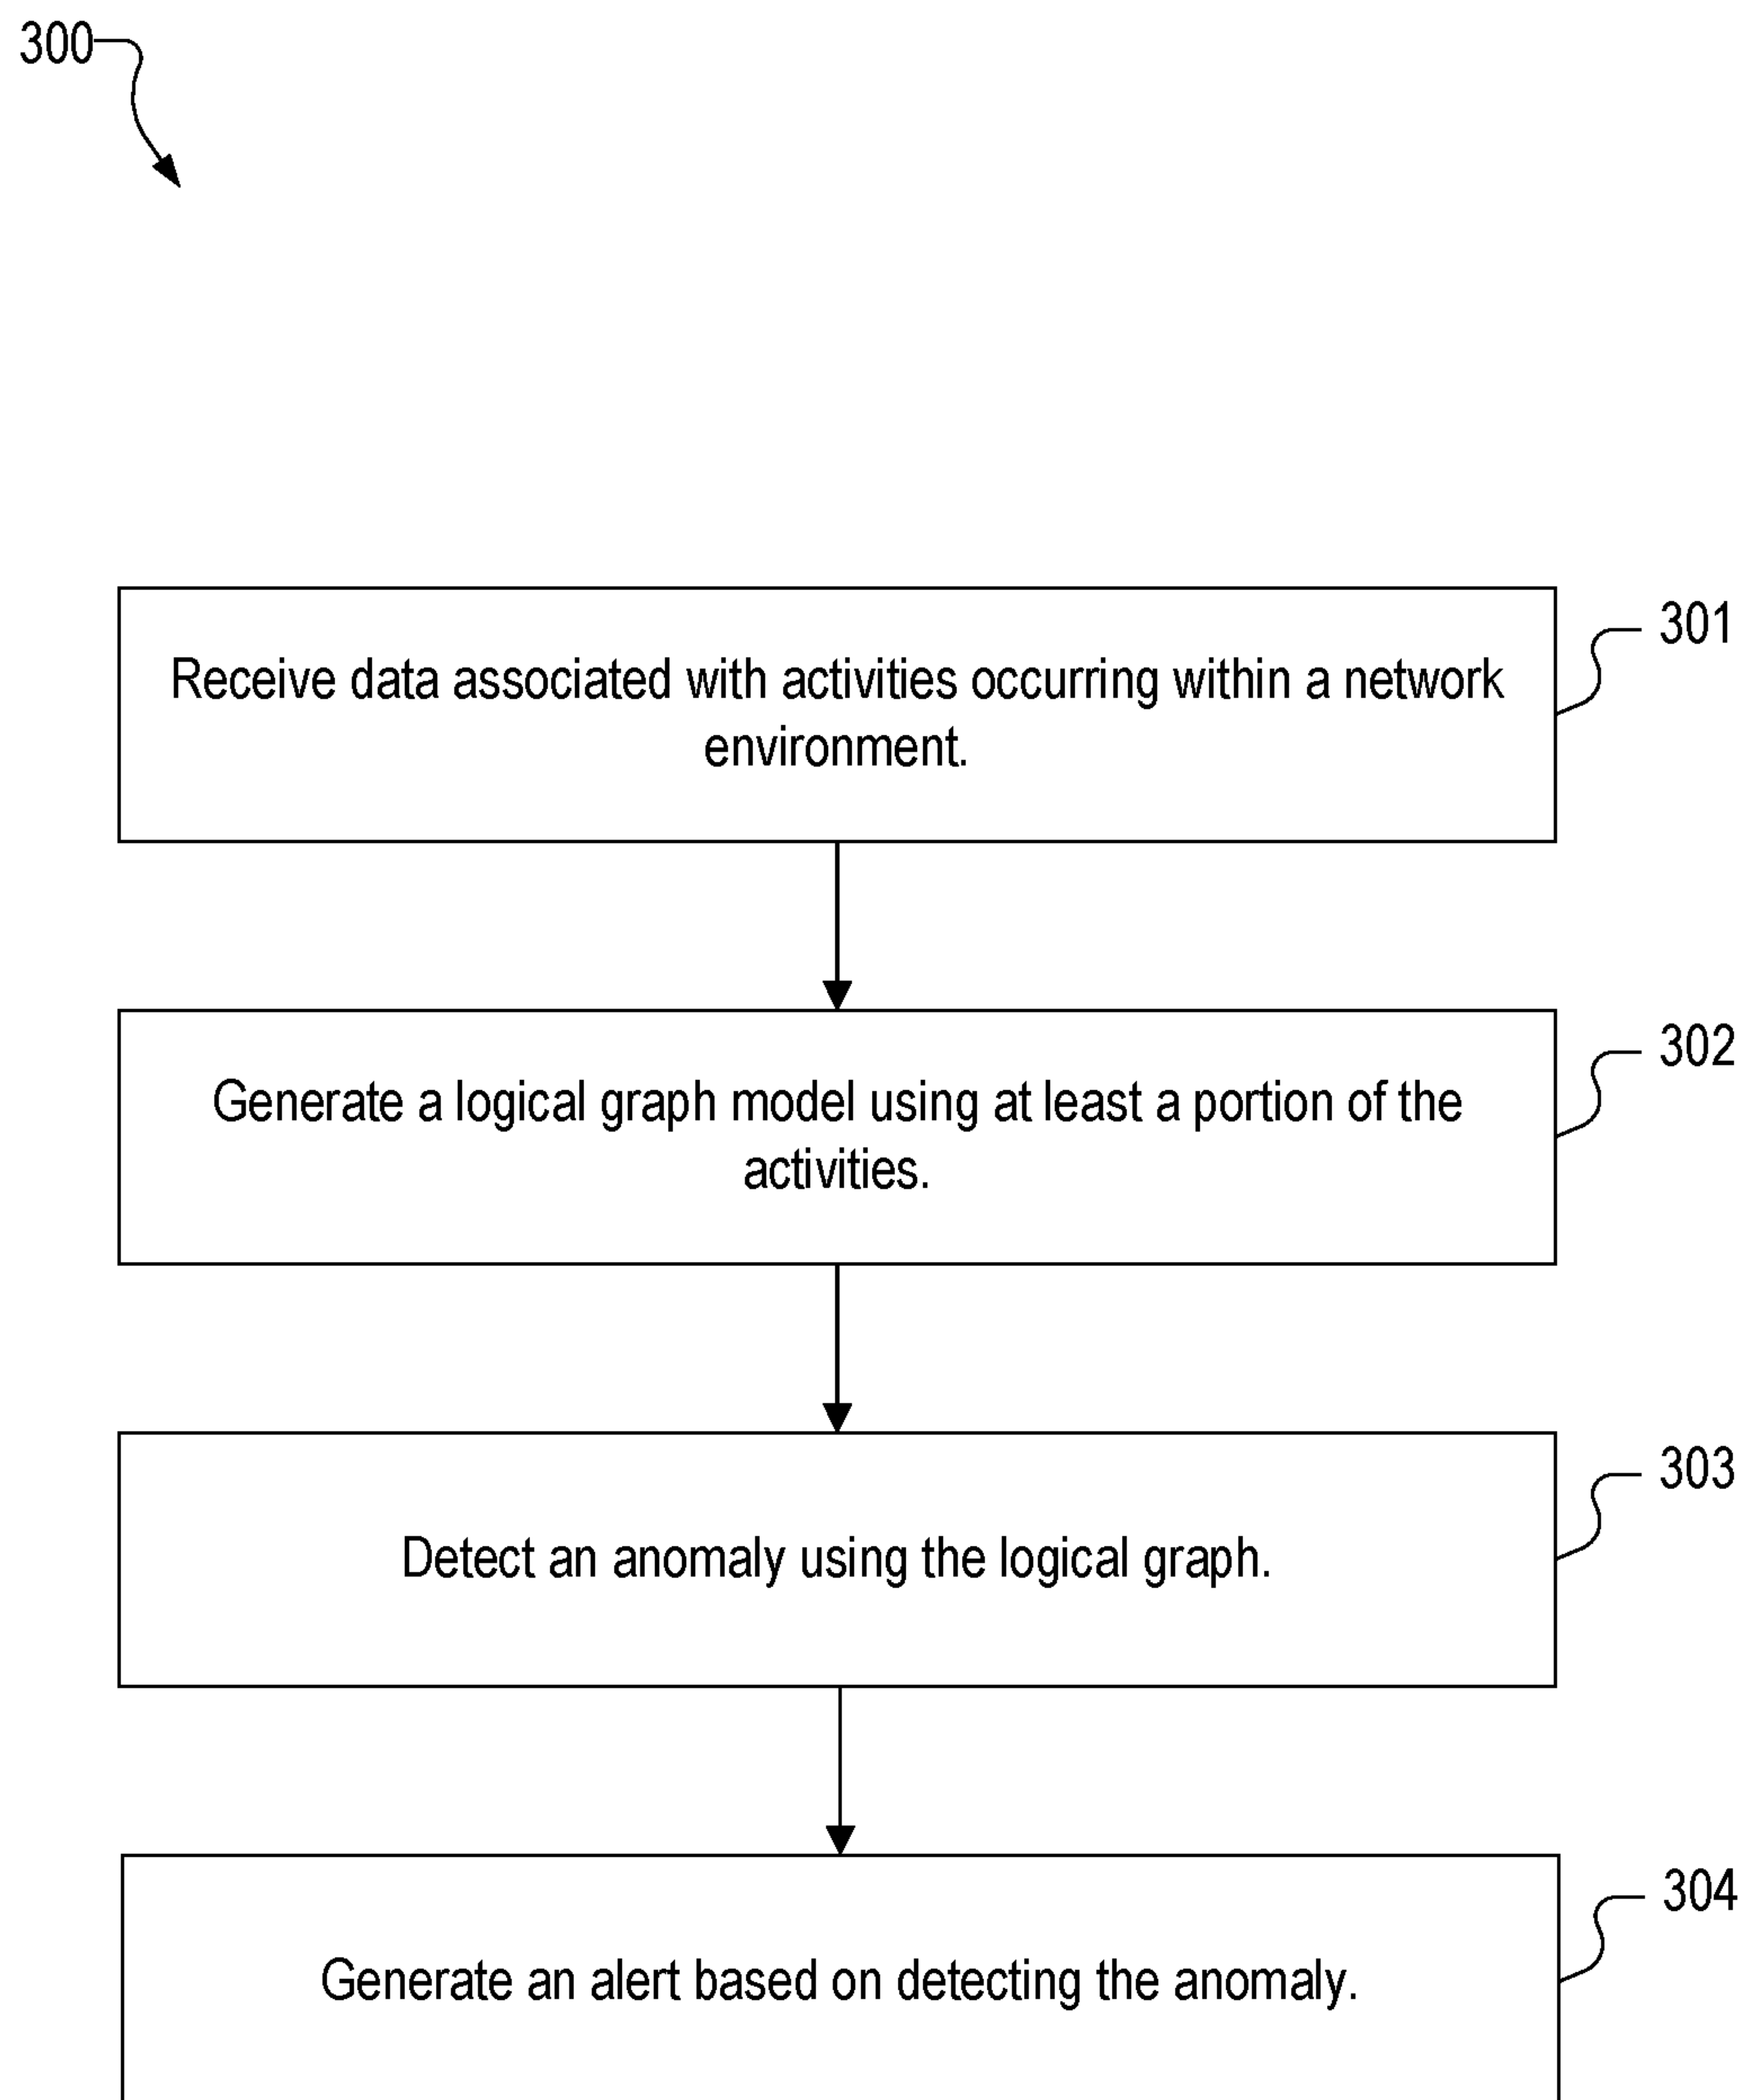 300
301
Receive data associated with activities occurring within a network
environment.
302
Generate a logical graph model using at least a portion of the
activities.
303
Detect an anomaly using the logical graph.
304
Generate an alert based on detecting the anomaly.